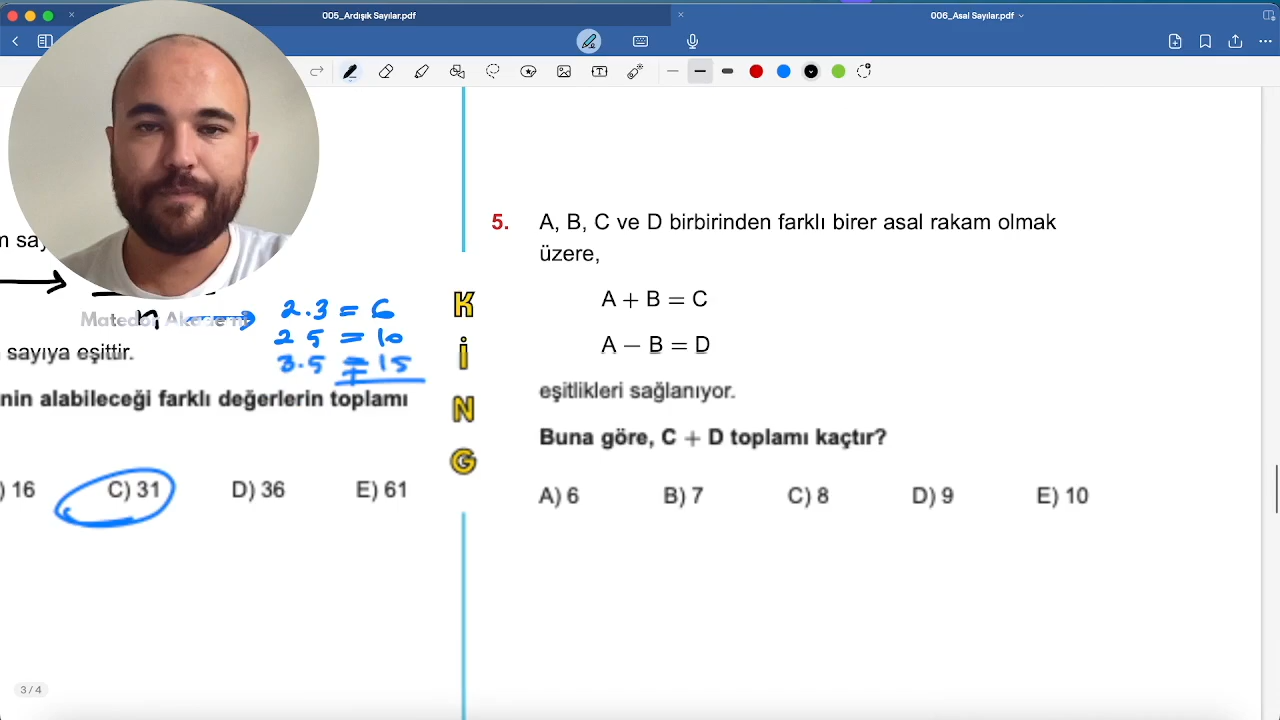 005_Ardışık Sayılar.pdf
006_Asal Sayılar.pdf
m say
n
Matedor Akademi
sayıya eşittir.
nin alabileceği farklı değerlerin toplamı
2.3 = 6
2 5 = 10
3.5 = 15
+
) 16
C) 31
D) 36
E) 61
K
İ
N
G
5. A, B, C ve D birbirinden farklı birer asal rakam olmak
üzere,
A + B = C
A − B = D
eşitlikleri sağlanıyor.
Buna göre, C + D toplamı kaçtır?
A) 6
B) 7
C) 8
D) 9
E) 10
3 / 4